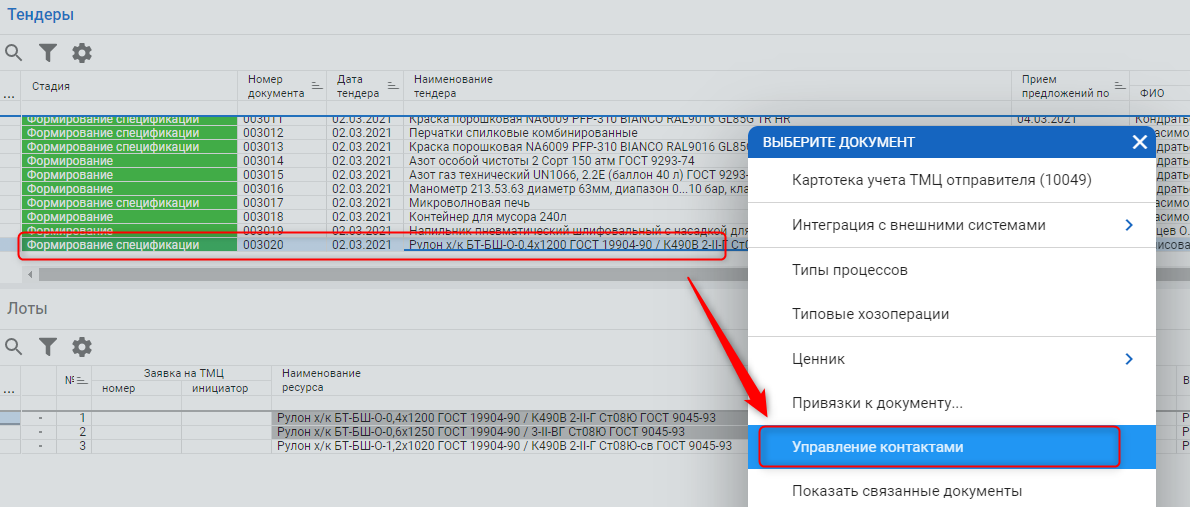 Тендеры
Стадия
Номер документа
Дата тендера
Наименование тендера
Прием предложений по
ФИО
...
Формирование спецификации 003011 02.03.2021 Краска порошковая NA6009 PFP-310 BIANCO RAL9016 GL85G TR HR 04.03.2021
Формирование спецификации 003012 02.03.2021 Перчатки спилковые комбинированные
Формирование спецификации 003013 02.03.2021 Краска порошковая NA6009 PFP-310 BIANCO RAL9016 GL85
Формирование 003014 02.03.2021 Азот особой чистоты 2 Сорт 150 атм ГОСТ 9293-74
Формирование 003015 02.03.2021 Азот газ технический UN1066, 2.2Е (баллон 40 л) ГОСТ 9293-
Формирование 003016 02.03.2021 Манометр 213.53.63 диаметр 63мм, диапазон 0...10 бар, кла
Формирование спецификации 003017 02.03.2021 Микроволновая печь
Формирование 003018 02.03.2021 Контейнер для мусора 240л
Формирование 003019 02.03.2021 Напильник пневматический шлифовальный с насадкой для
Формирование спецификации 003020 02.03.2021 Рулон х/к БТ-БШ-О-0,4х1200 ГОСТ 19904-90 / К490В 2-II-Г Ст0
ВЫБЕРИТЕ ДОКУМЕНТ
Картотека учета ТМЦ отправителя (10049)
Интеграция с внешними системами
Типы процессов
Типовые хозоперации
Ценник
Привязки к документу...
Управление контактами
Показать связанные документы
Лоты
...
№
Заявка на ТМЦ
номер
инициатор
Наименование ресурса
- 1 Рулон х/к БТ-БШ-О-0,4х1200 ГОСТ 19904-90 / К490В 2-II-Г Ст08Ю ГОСТ 9045-93
- 2 Рулон х/к БТ-БШ-О-0,6х1250 ГОСТ 19904-90 / 3-II-ВГ Ст08Ю ГОСТ 9045-93
- 3 Рулон х/к БТ-БШ-О-1,2х1020 ГОСТ 19904-90 / К490В 2-II-Г Ст08Ю-св ГОСТ 9045-93